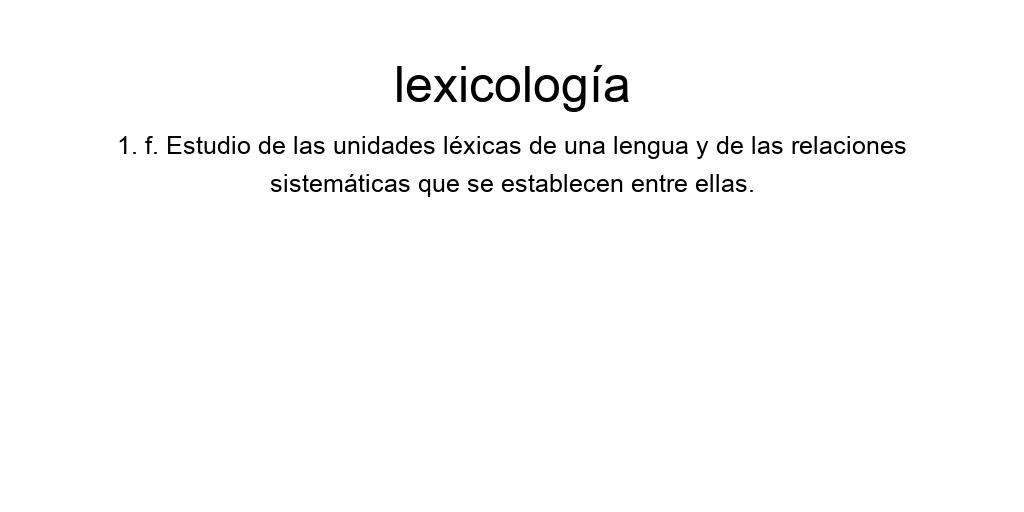 lexicología
1. f. Estudio de las unidades léxicas de una lengua y de las relaciones
sistemáticas que se establecen entre ellas.